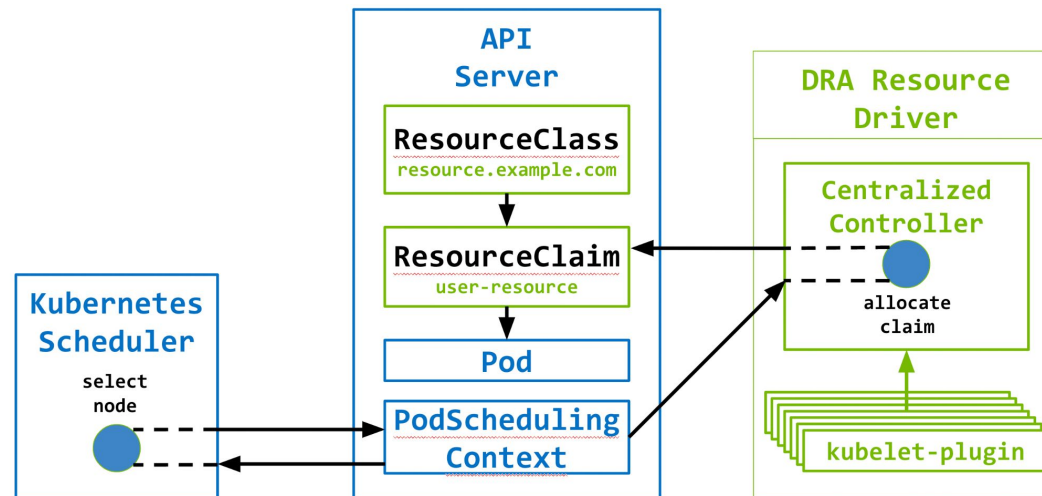 API
Server
ResourceClass
resource.example.com
ResourceClaim
user-resource
Pod
PodScheduling
Context
Kubernetes
Scheduler
select
node
DRA Resource
Driver
Centralized
Controller
allocate
claim
kubelet-plugin